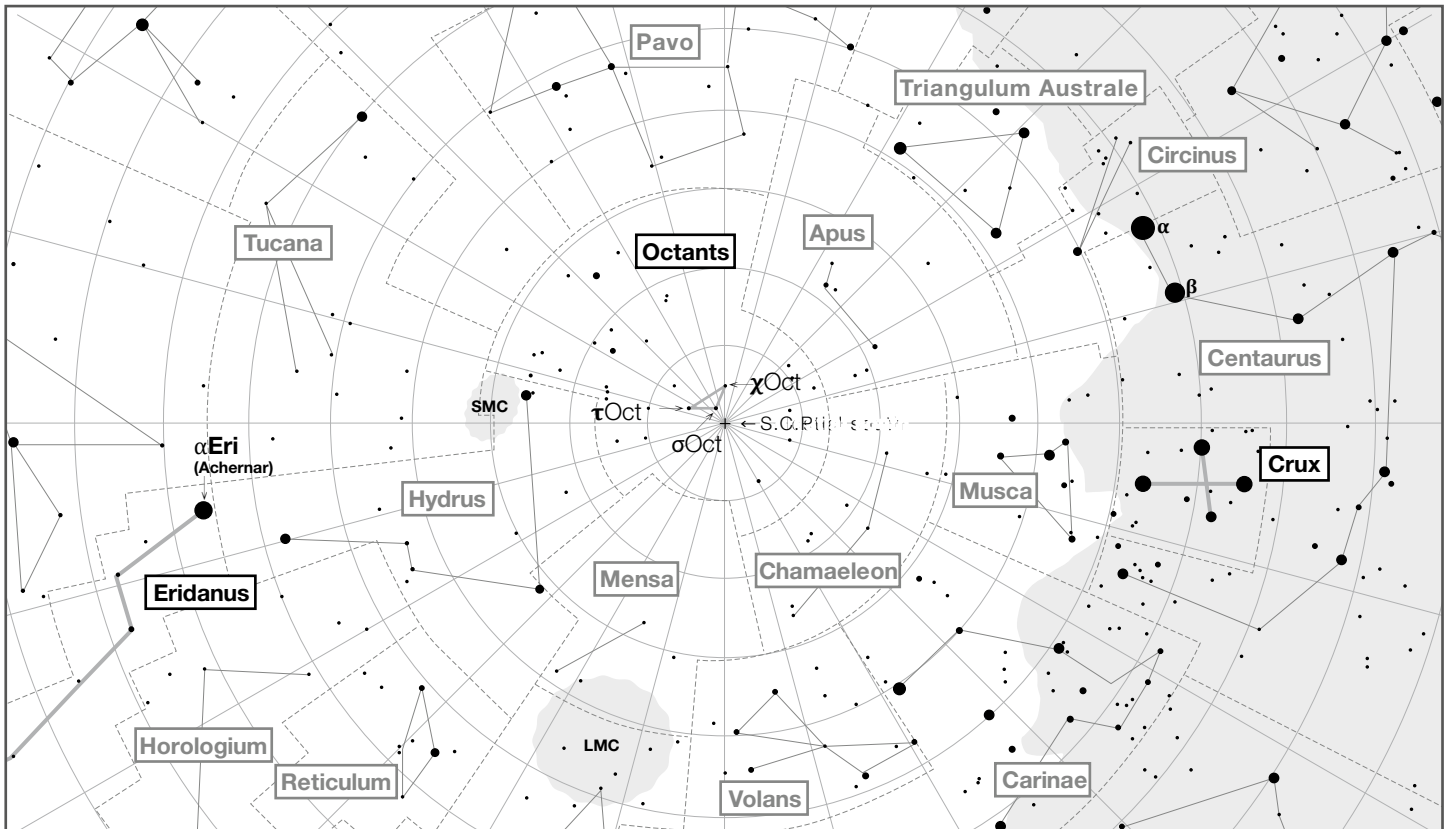 Pavo
Triangulum Australe
Circinus
α
Tucana
Octants
Apus
β
Centaurus
χOct
SMC
τOct
σOct
αEri
(Achernar)
Crux
Hydrus
Musca
Mensa
Chamaeleon
Eridanus
Horologium
LMC
Reticulum
Volans
Carinae